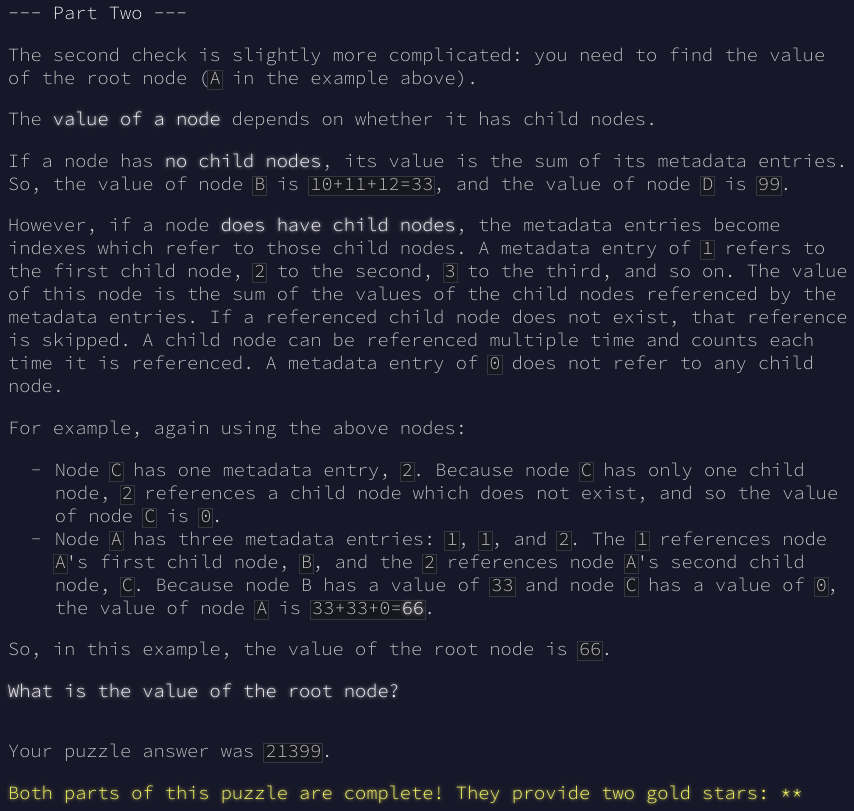 --- Part Two ---
The second check is slightly more complicated: you need to find the value
of the root node (A in the example above).
The value of a node depends on whether it has child nodes.
If a node has no child nodes, its value is the sum of its metadata entries.
So, the value of node B is 10+11+12=33, and the value of node D is 99.
However, if a node does have child nodes, the metadata entries become
indexes which refer to those child nodes. A metadata entry of 1 refers to
the first child node, 2 to the second, 3 to the third, and so on. The value
of this node is the sum of the values of the child nodes referenced by the
metadata entries. If a referenced child node does not exist, that reference
is skipped. A child node can be referenced multiple time and counts each
time it is referenced. A metadata entry of 0 does not refer to any child
node.
For example, again using the above nodes:
- Node C has one metadata entry, 2. Because node C has only one child
node, 2 references a child node which does not exist, and so the value
of node C is 0.
- Node A has three metadata entries: 1, 1, and 2. The 1 references node
A's first child node, B, and the 2 references node A's second child
node, C. Because node B has a value of 33 and node C has a value of 0,
the value of node A is 33+33+0=66.
So, in this example, the value of the root node is 66.
What is the value of the root node?
Your puzzle answer was 21399.
Both parts of this puzzle are complete! They provide two gold stars: **